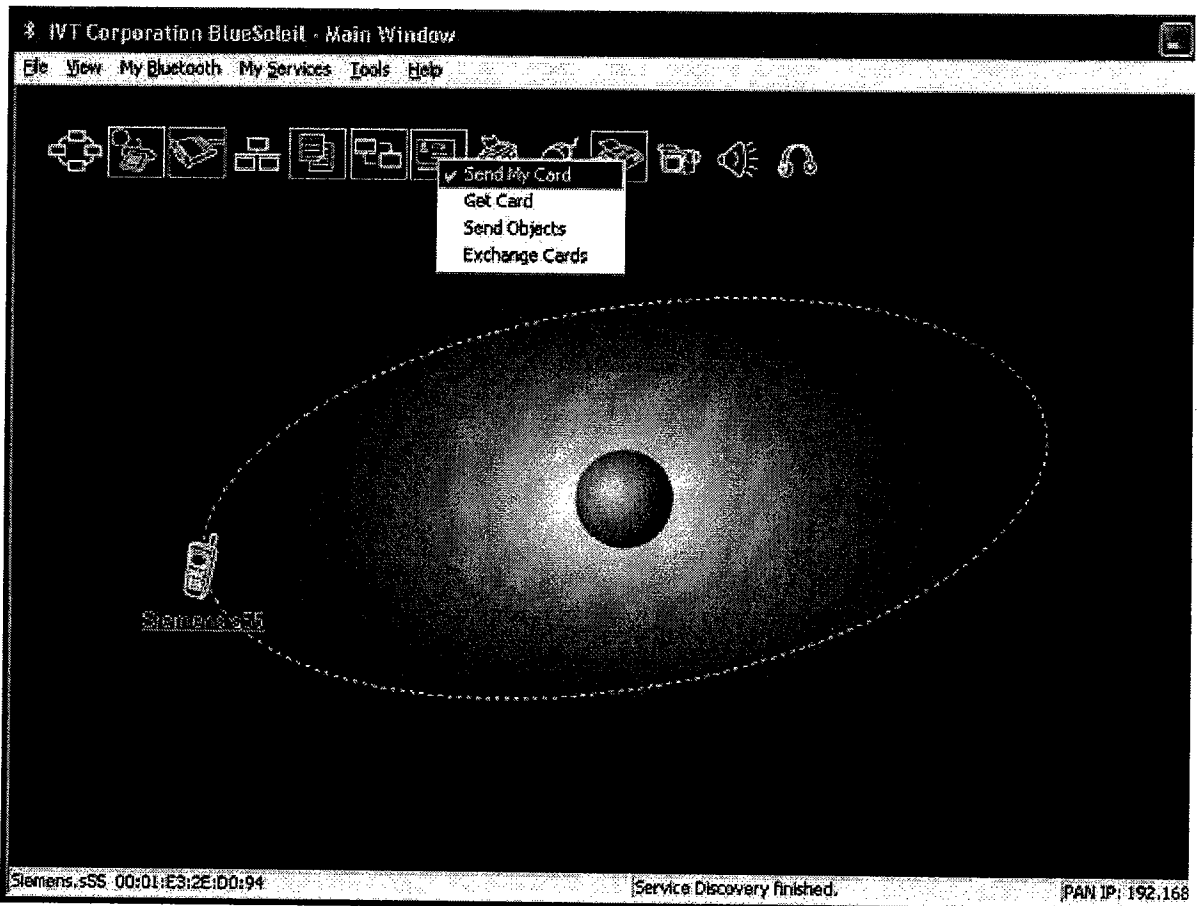 IVT Corporation BlueSoleil - Main Window
File View My Bluetooth My Services Tools Help
Send My Card
Get Card
Send Objects
Exchange Cards
Siemens.s55
Siemens.s55 00:01:E3:2E:D0:94 Service Discovery finished. PAN IP: 192.168